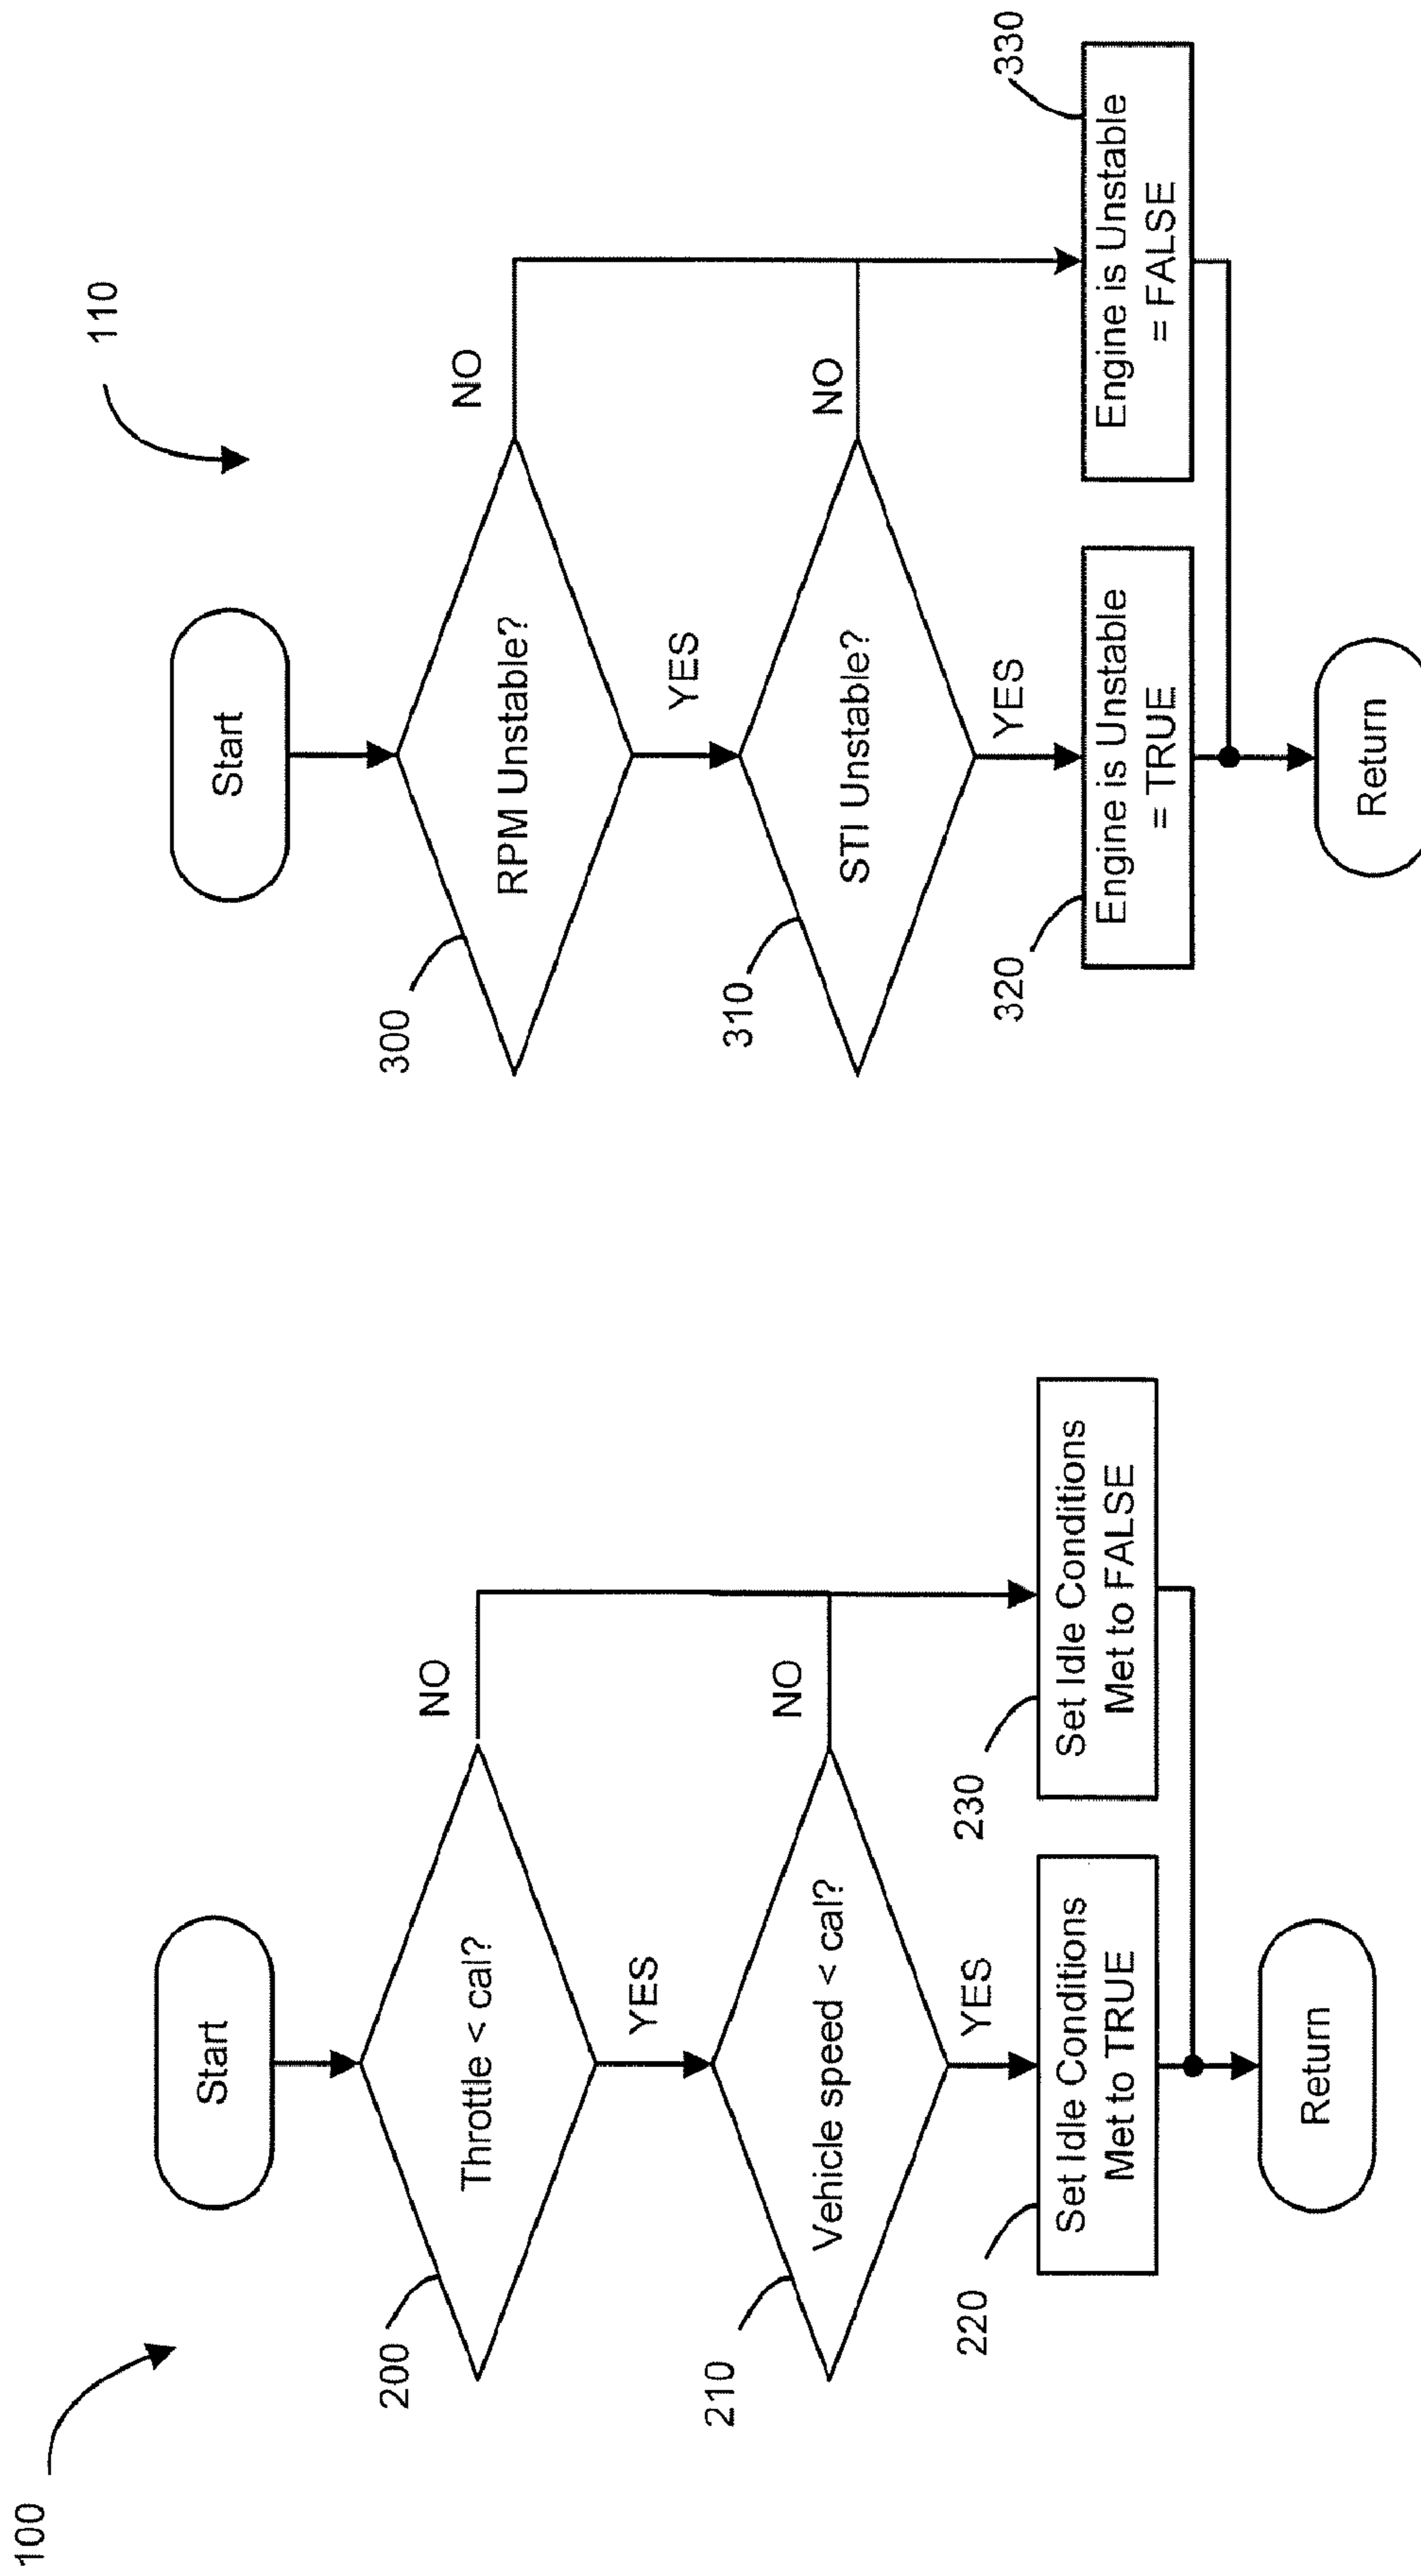 100
Start
200
Throttle < cal?
NO
YES
210
Vehicle speed < cal?
NO
YES
220
Set Idle Conditions
Met to TRUE
230
Set Idle Conditions
Met to FALSE
Return
110
Start
300
RPM Unstable?
NO
YES
310
STI Unstable?
NO
YES
320
Engine is Unstable
= TRUE
330
Engine is Unstable
= FALSE
Return